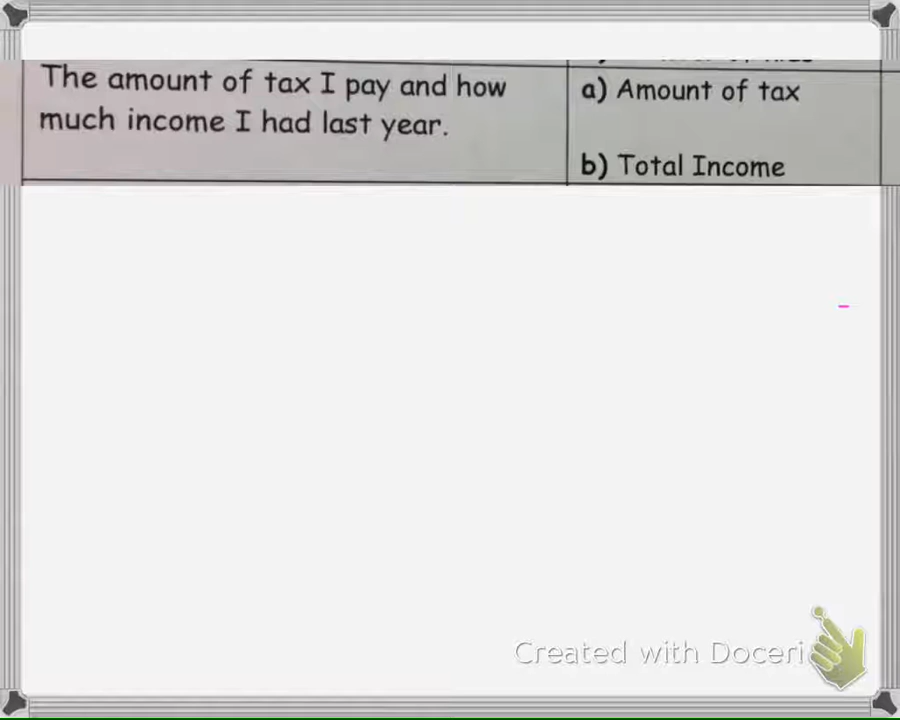 The amount of tax I pay and how
much income I had last year.
a) Amount of tax
b) Total Income
Created with Doceri